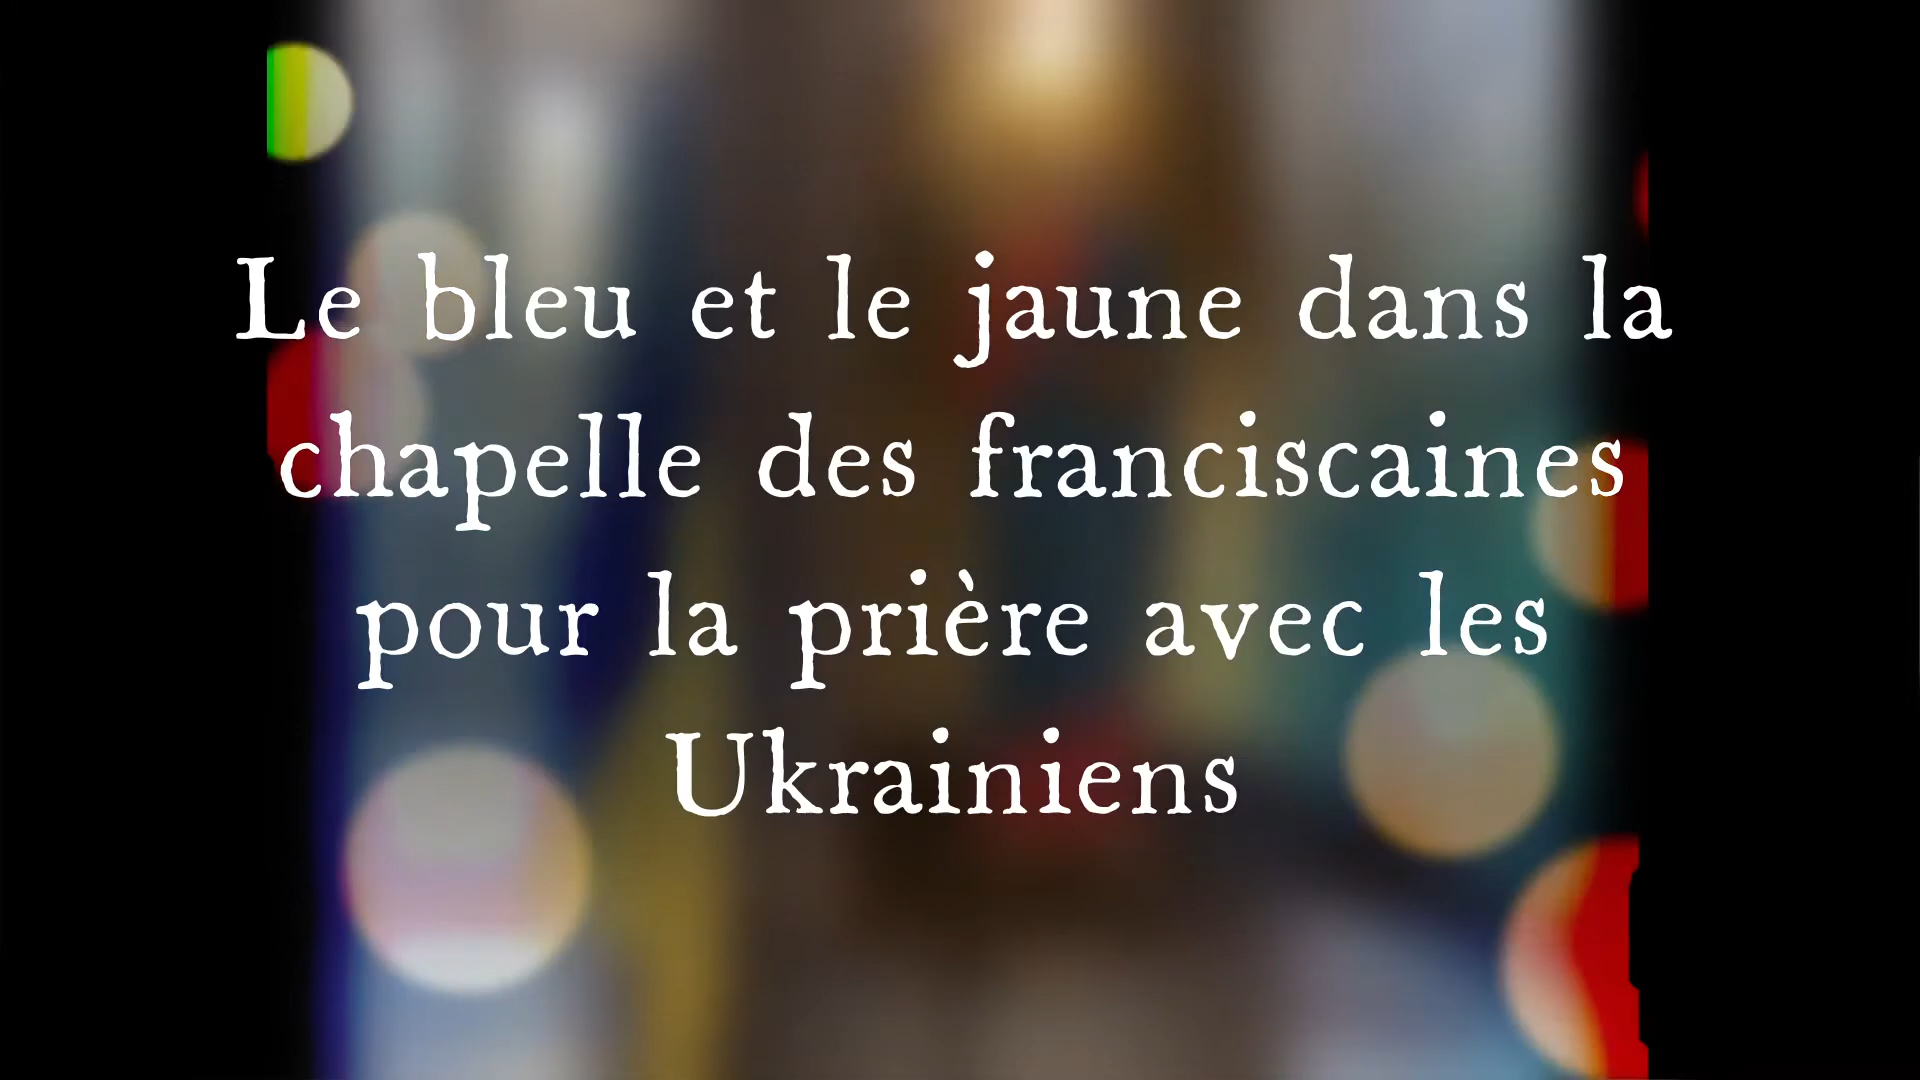 Le bleu et le jaune dans la
chapelle des franciscaines
pour la prière avec les
Ukrainiens